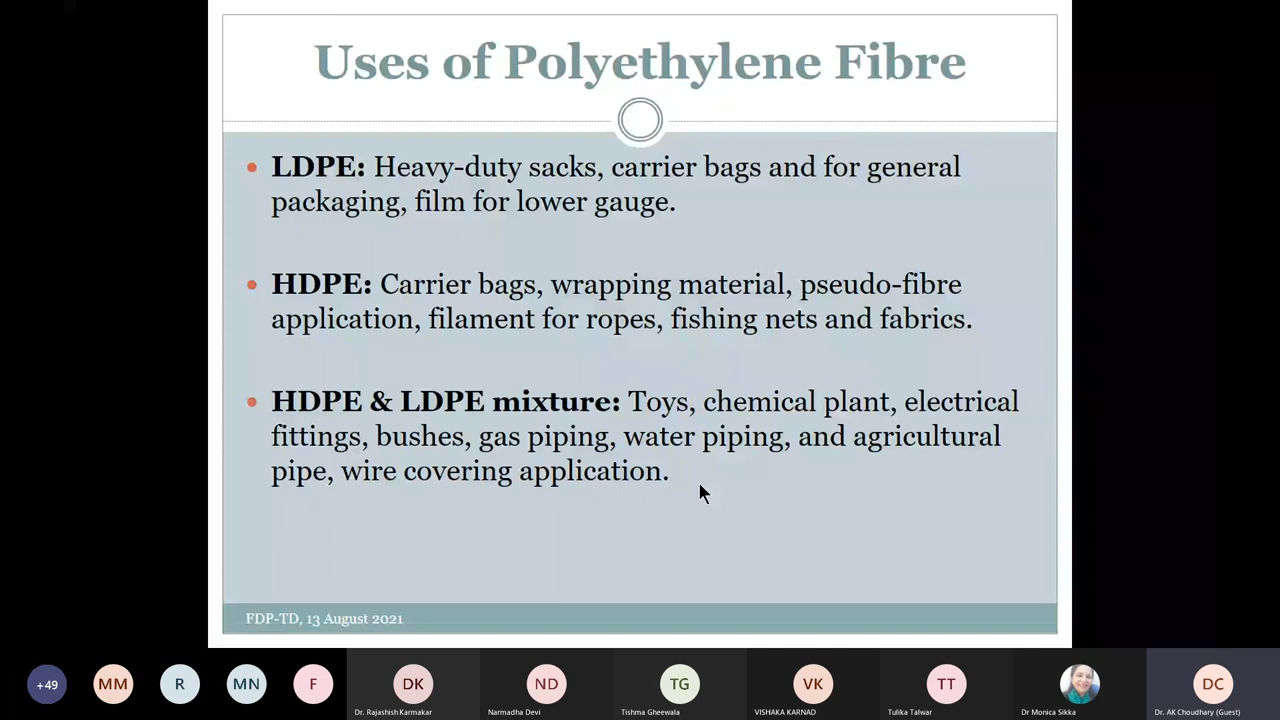 Uses of Polyethylene Fibre
LDPE: Heavy-duty sacks, carrier bags and for general
packaging, film for lower gauge.
HDPE: Carrier bags, wrapping material, pseudo-fibre
application, filament for ropes, fishing nets and fabrics.
HDPE & LDPE mixture: Toys, chemical plant, electrical
fittings, bushes, gas piping, water piping, and agricultural
pipe, wire covering application.
FDP-TD, 13 August 2021
+49 MM R MN F DK ND TG VK TT DC
Dr. Rajashish Karmakar Narmadha Devi Tishma Gheewala VISHAKA KARNAD Tulika Talwar Dr Monica Sikka Dr. AK Choudhary (Guest)